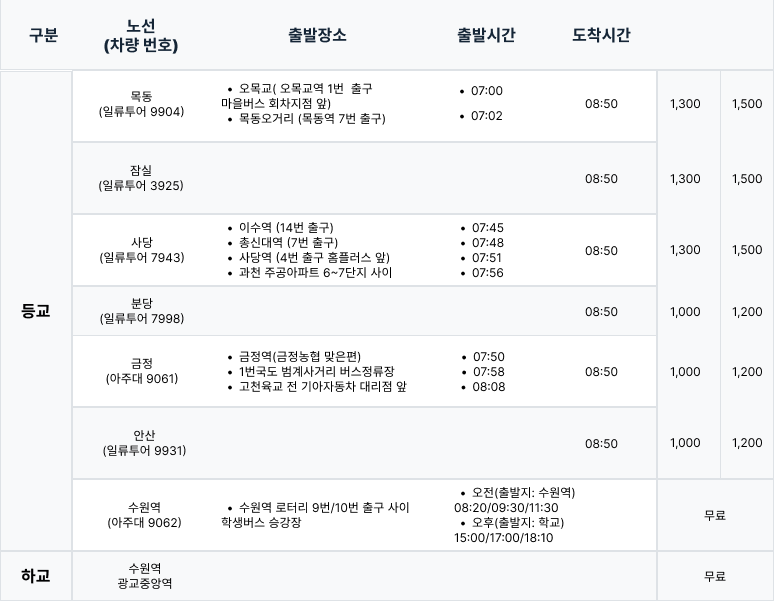 구분
노선
(차량 번호)
출발장소
출발시간
도착시간
등교
목동
(일류투어 9904)
• 오목교( 오목교역 1번 출구
마을버스 회차지점 앞)
• 목동오거리 (목동역 7번 출구)
• 07:00
• 07:02
08:50
1,300
1,500
잠실
(일류투어 3925)
08:50
1,300
1,500
사당
(일류투어 7943)
• 이수역 (14번 출구)
• 총신대역 (7번 출구)
• 사당역 (4번 출구 홈플러스 앞)
• 과천 주공아파트 6~7단지 사이
• 07:45
• 07:48
• 07:51
• 07:56
08:50
1,300
1,500
분당
(일류투어 7998)
08:50
1,000
1,200
금정
(아주대 9061)
• 금정역(금정농협 맞은편)
• 1번국도 범계사거리 버스정류장
• 고천육교 전 기아자동차 대리점 앞
• 07:50
• 07:58
• 08:08
08:50
1,000
1,200
안산
(일류투어 9931)
08:50
1,000
1,200
수원역
(아주대 9062)
• 수원역 로터리 9번/10번 출구 사이
학생버스 승강장
• 오전(출발지: 수원역)
08:20/09:30/11:30
• 오후(출발지: 학교)
15:00/17:00/18:10
무료
하교
수원역
광교중앙역
무료